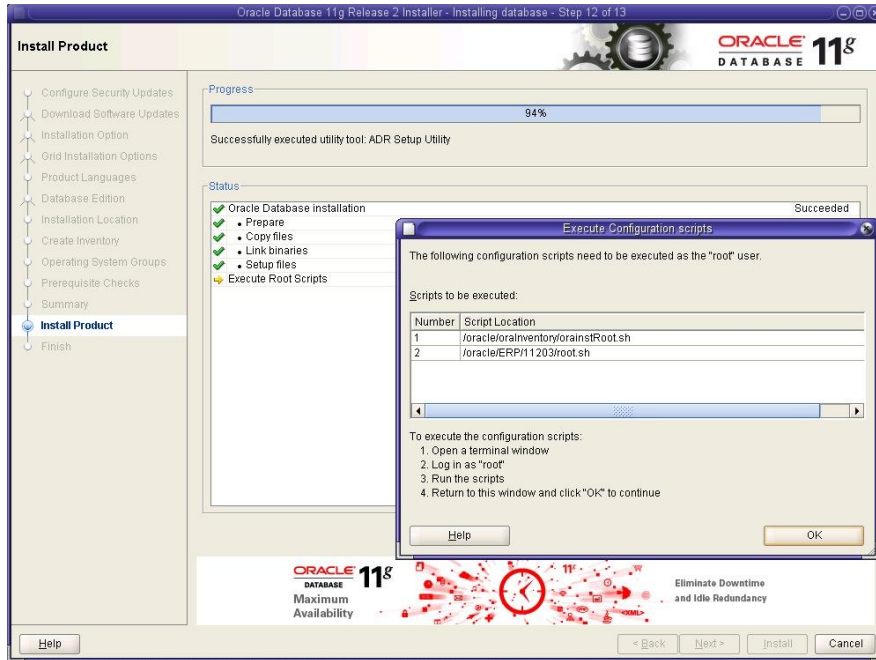 Oracle Database 11g Release 2 Installer - Installing database - Step 12 of 13
Install Product
ORACLE 11g
DATABASE
Configure Security Updates
Download Software Updates
Installation Option
Grid Installation Options
Product Languages
Database Edition
Installation Location
Create Inventory
Operating System Groups
Prerequisite Checks
Summary
Install Product
Finish
Progress
94%
Successfully executed utility tool: ADR Setup Utility
Status
Oracle Database installation Succeeded
• Prepare
• Copy files
• Link binaries
• Setup files
Execute Root Scripts
Execute Configuration scripts
The following configuration scripts need to be executed as the "root" user.
Scripts to be executed:
Number Script Location
1 /oracle/oraInventory/orainstRoot.sh
2 /oracle/ERP/11203/root.sh
To execute the configuration scripts:
1. Open a terminal window
2. Log in as "root"
3. Run the scripts
4. Return to this window and click "OK" to continue
Help OK
ORACLE 11g
DATABASE
Maximum
Availability
11g
<XML>
Eliminate Downtime
and Idle Redundancy
Help < Back Next > Install Cancel